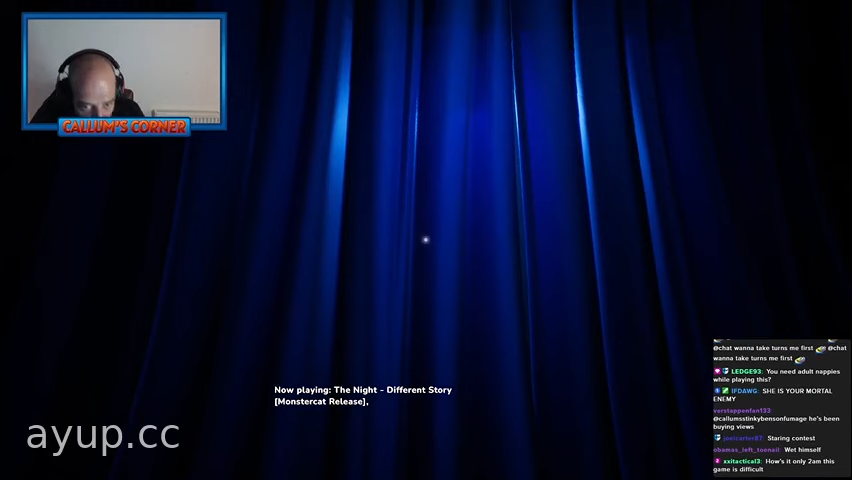 CALLUM'S CORNER
@chat wanna take turns me first @chat
wanna take turns me first
LEDGE93: You need adult nappies
while playing this?
IFDAWG: SHE IS YOUR MORTAL
ENEMY
verstappenfan133:
@callumsstinkybensonfumage he's been
buying views
joelcarter87: Staring contest
obamas_left_toenail: Wet himself
xxitactical3: How's it only 2am this
game is difficult
Now playing: The Night - Different Story
[Monstercat Release],
ayup.cc